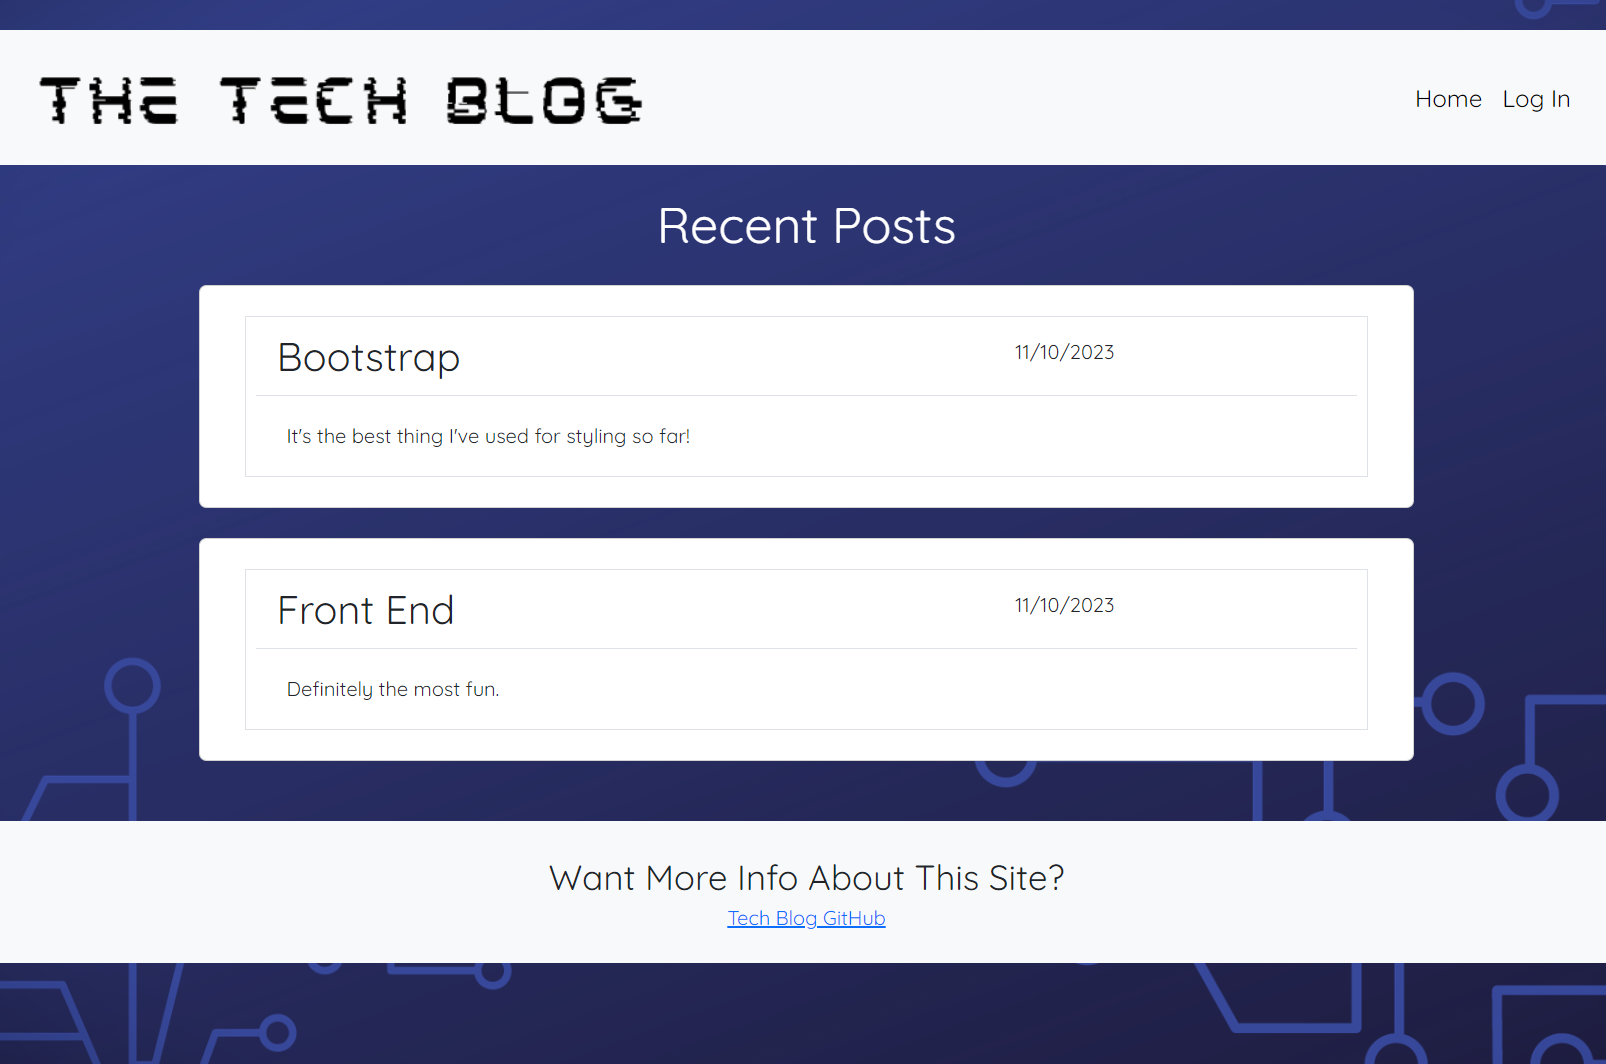 THE TECH BLOG
Home Log In
Recent Posts
Bootstrap 11/10/2023
It's the best thing I've used for styling so far!
Front End 11/10/2023
Definitely the most fun.
Want More Info About This Site?
Tech Blog GitHub